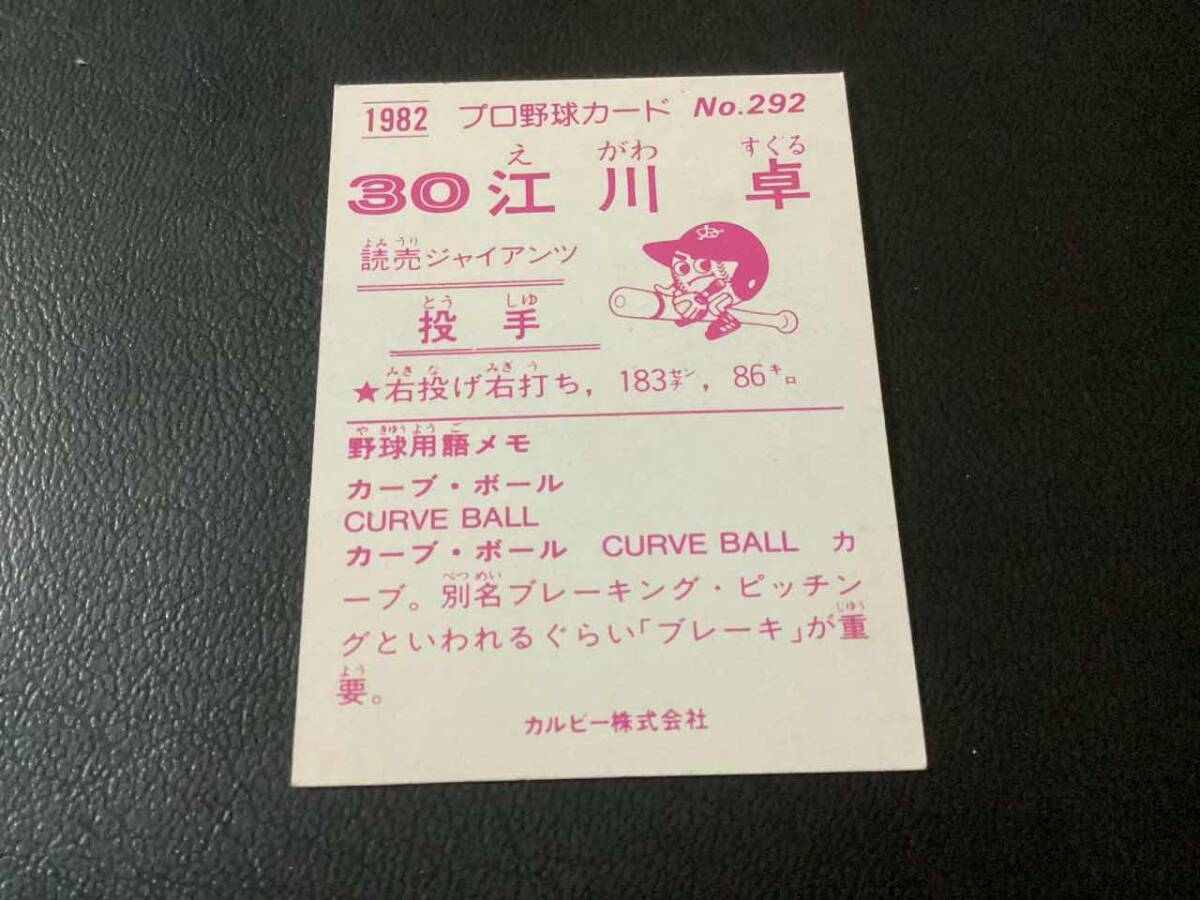 1982 プロ野球カード No.292
え がわ すぐる
30 江川 卓
よみ うり
読売ジャイアンツ
とう しゆ
投手
みぎ な みぎ う
★右投げ右打ち, 183センチ, 86キロ。
や きゆう よう ご
野球用語メモ
カーブ・ボール
CURVE BALL
カーブ・ボール CURVE BALL カ
べつ めい
ーブ。別名ブレーキング・ピッチン
じゆう
グといわれるぐらい「ブレーキ」が重
よう
要。
カルビー株式会社